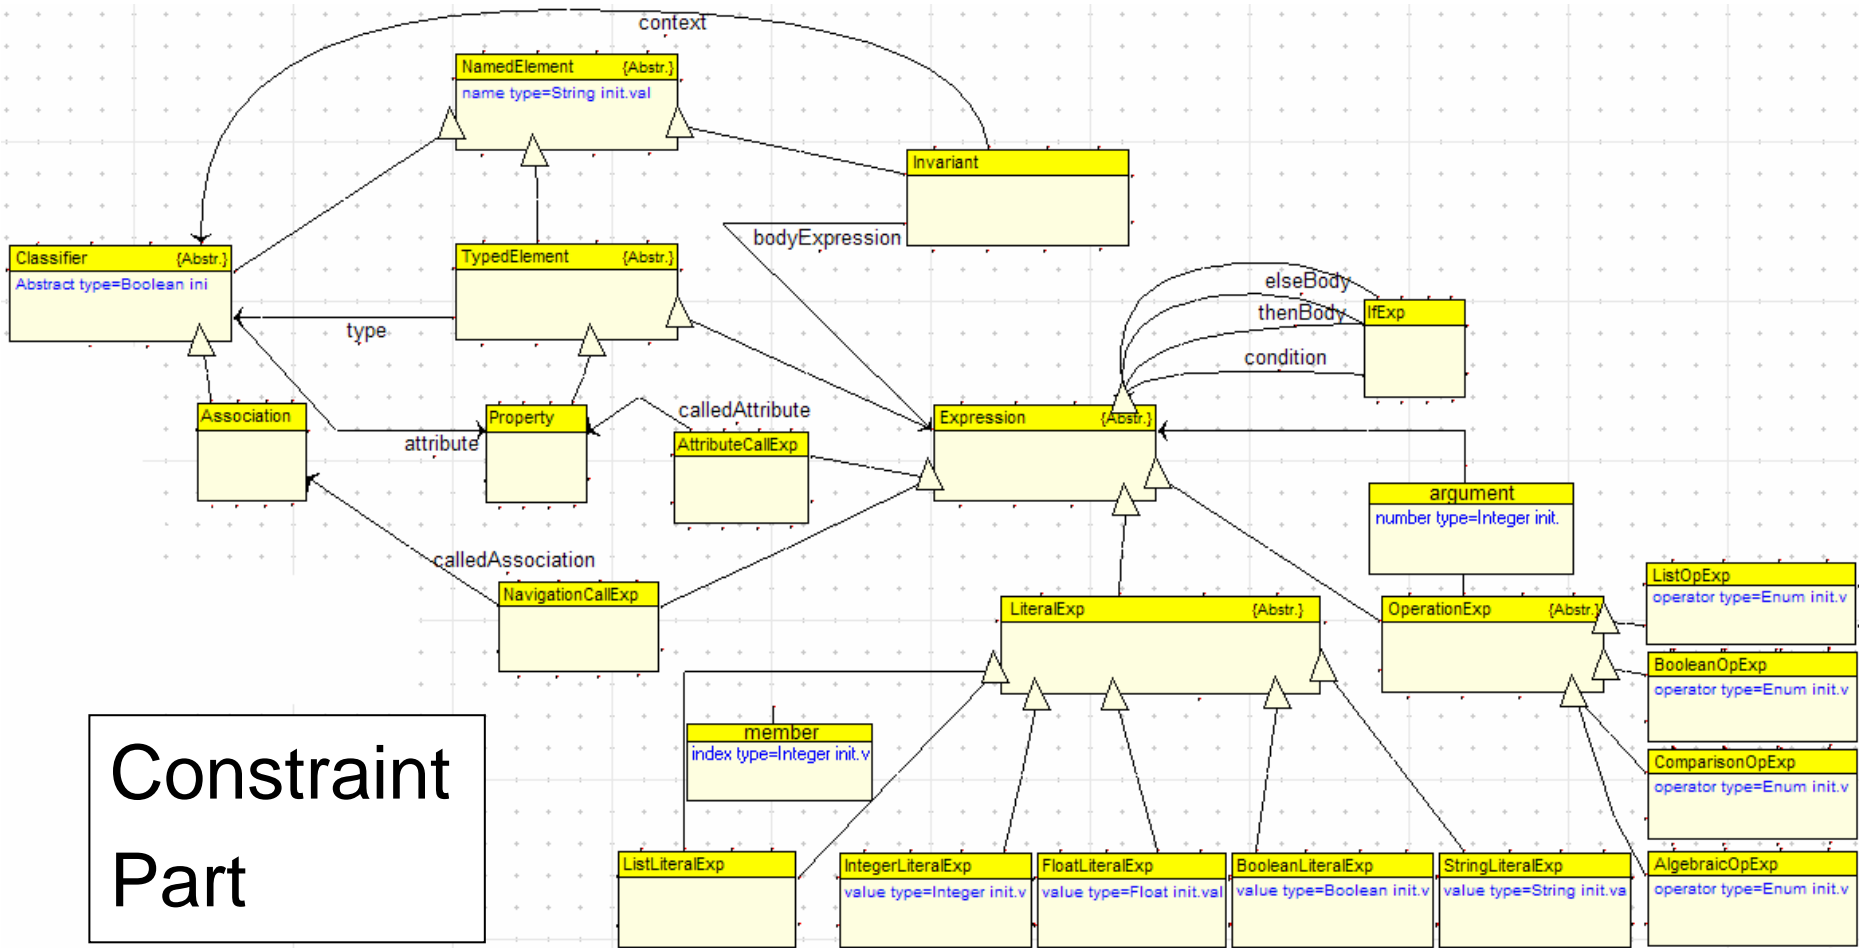 context
NamedElement {Abstr.}
name type=String init.val
Invariant
bodyExpression
Classifier {Abstr.}
Abstract type=Boolean ini
TypedElement {Abstr.}
type
elseBody
thenBody
condition
IfExp
Association
Property
attribute
calledAttribute
AttributeCallExp
Expression {Abstr.}
argument
number type=Integer init.
calledAssociation
NavigationCallExp
LiteralExp {Abstr.}
OperationExp {Abstr.}
ListOpExp
operator type=Enum init.v
BooleanOpExp
operator type=Enum init.v
ComparisonOpExp
operator type=Enum init.v
AlgebraicOpExp
operator type=Enum init.v
member
index type=Integer init.v
ListLiteralExp
IntegerLiteralExp
value type=Integer init.v
FloatLiteralExp
value type=Float init.val
BooleanLiteralExp
value type=Boolean init.v
StringLiteralExp
value type=String init.va
Constraint
Part